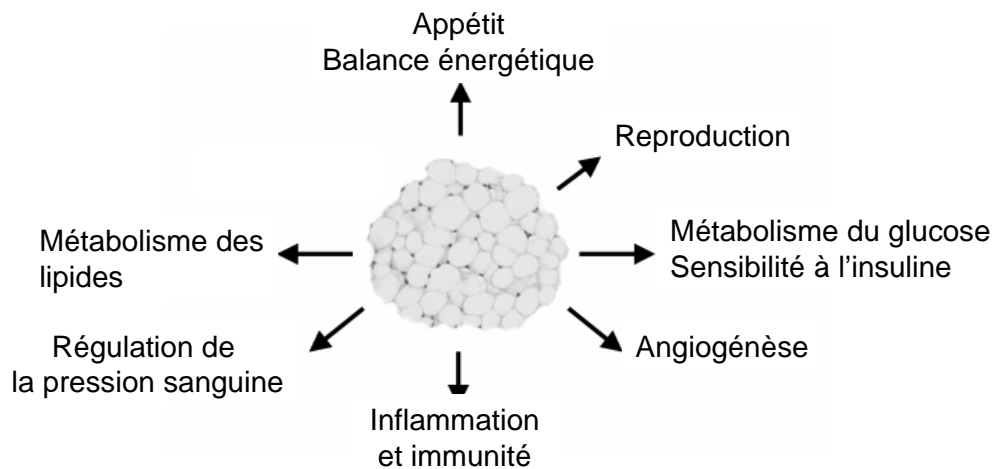 Appétit
Balance énergétique
Reproduction
Métabolisme des
lipides
Métabolisme du glucose
Sensibilité à l’insuline
Régulation de
la pression sanguine
Angiogénèse
Inflammation
et immunité